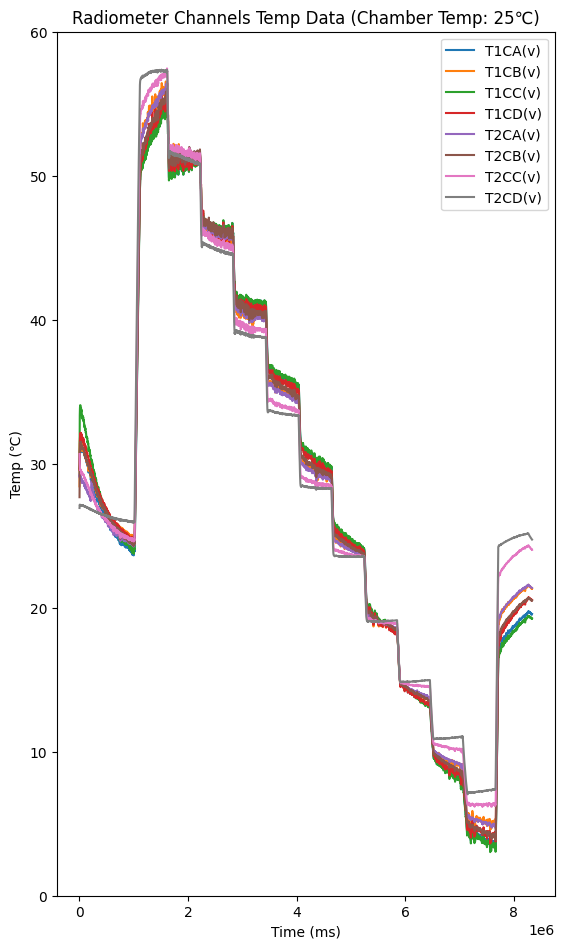 Radiometer Channels Temp Data (Chamber Temp: 25℃)
60
50
40
30
20
10
0
Temp (℃)
T1CA(v)
T1CB(v)
T1CC(v)
T1CD(v)
T2CA(v)
T2CB(v)
T2CC(v)
T2CD(v)
0
2
4
6
8
1e6
Time (ms)